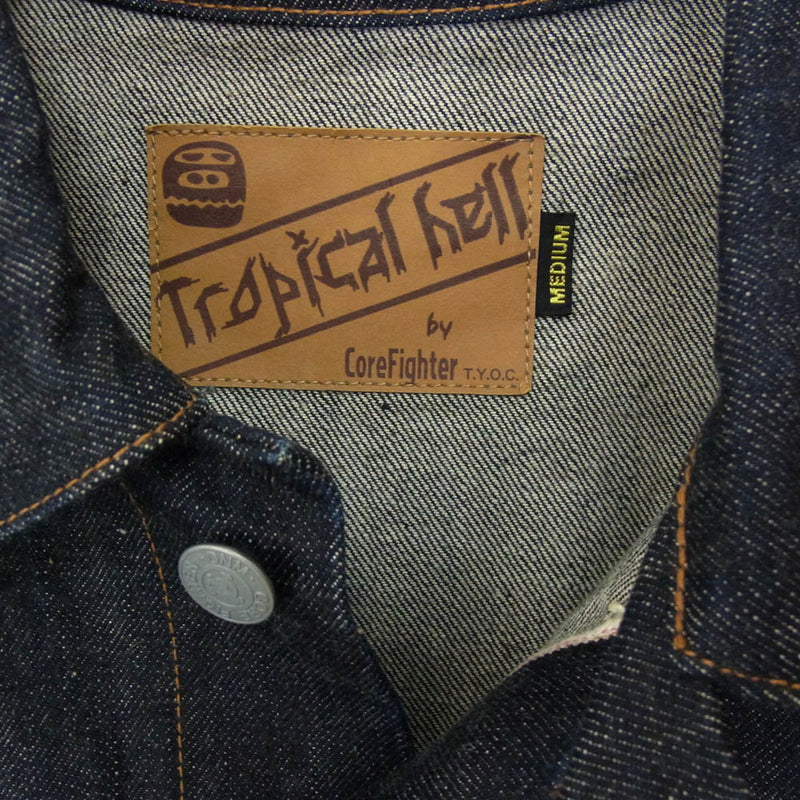 Tropical hell
by
CoreFighter T.Y.O.C.
MEDIUM